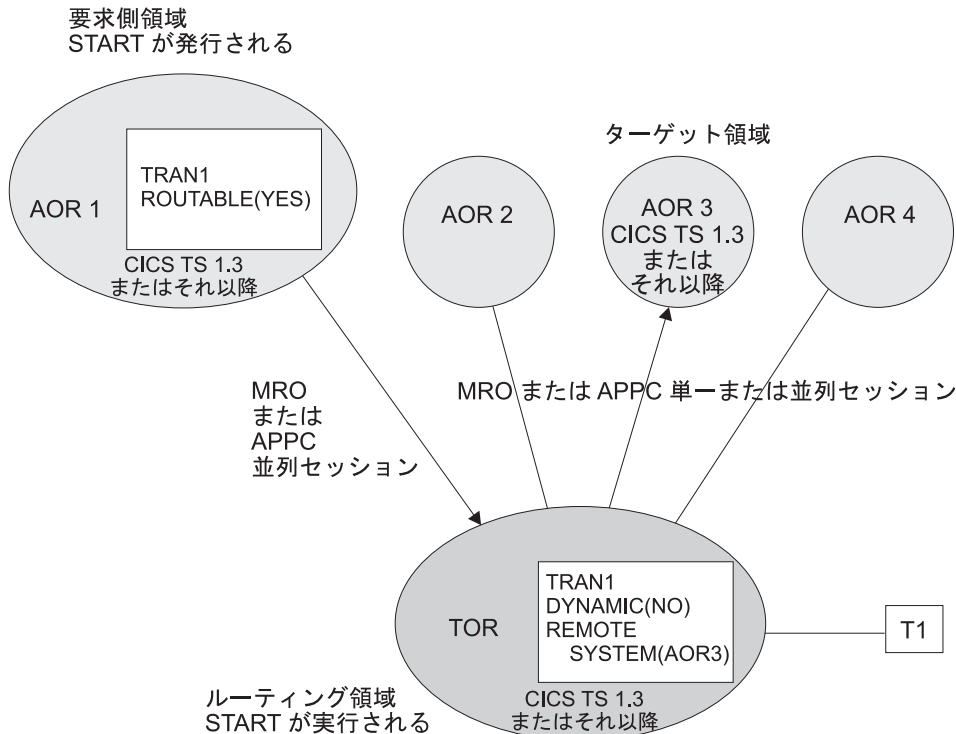 要求側領域
START が発行される
AOR 1
TRAN1
ROUTABLE(YES)
CICS TS 1.3
またはそれ以降
AOR 2
ターゲット領域
AOR 3
CICS TS 1.3
または
それ以降
AOR 4
MRO
または
APPC
並列セッション
MRO または APPC 単一または並列セッション
TOR
TRAN1
DYNAMIC(NO)
REMOTE
SYSTEM(AOR3)
CICS TS 1.3
またはそれ以降
T1
ルーティング領域
START が実行される